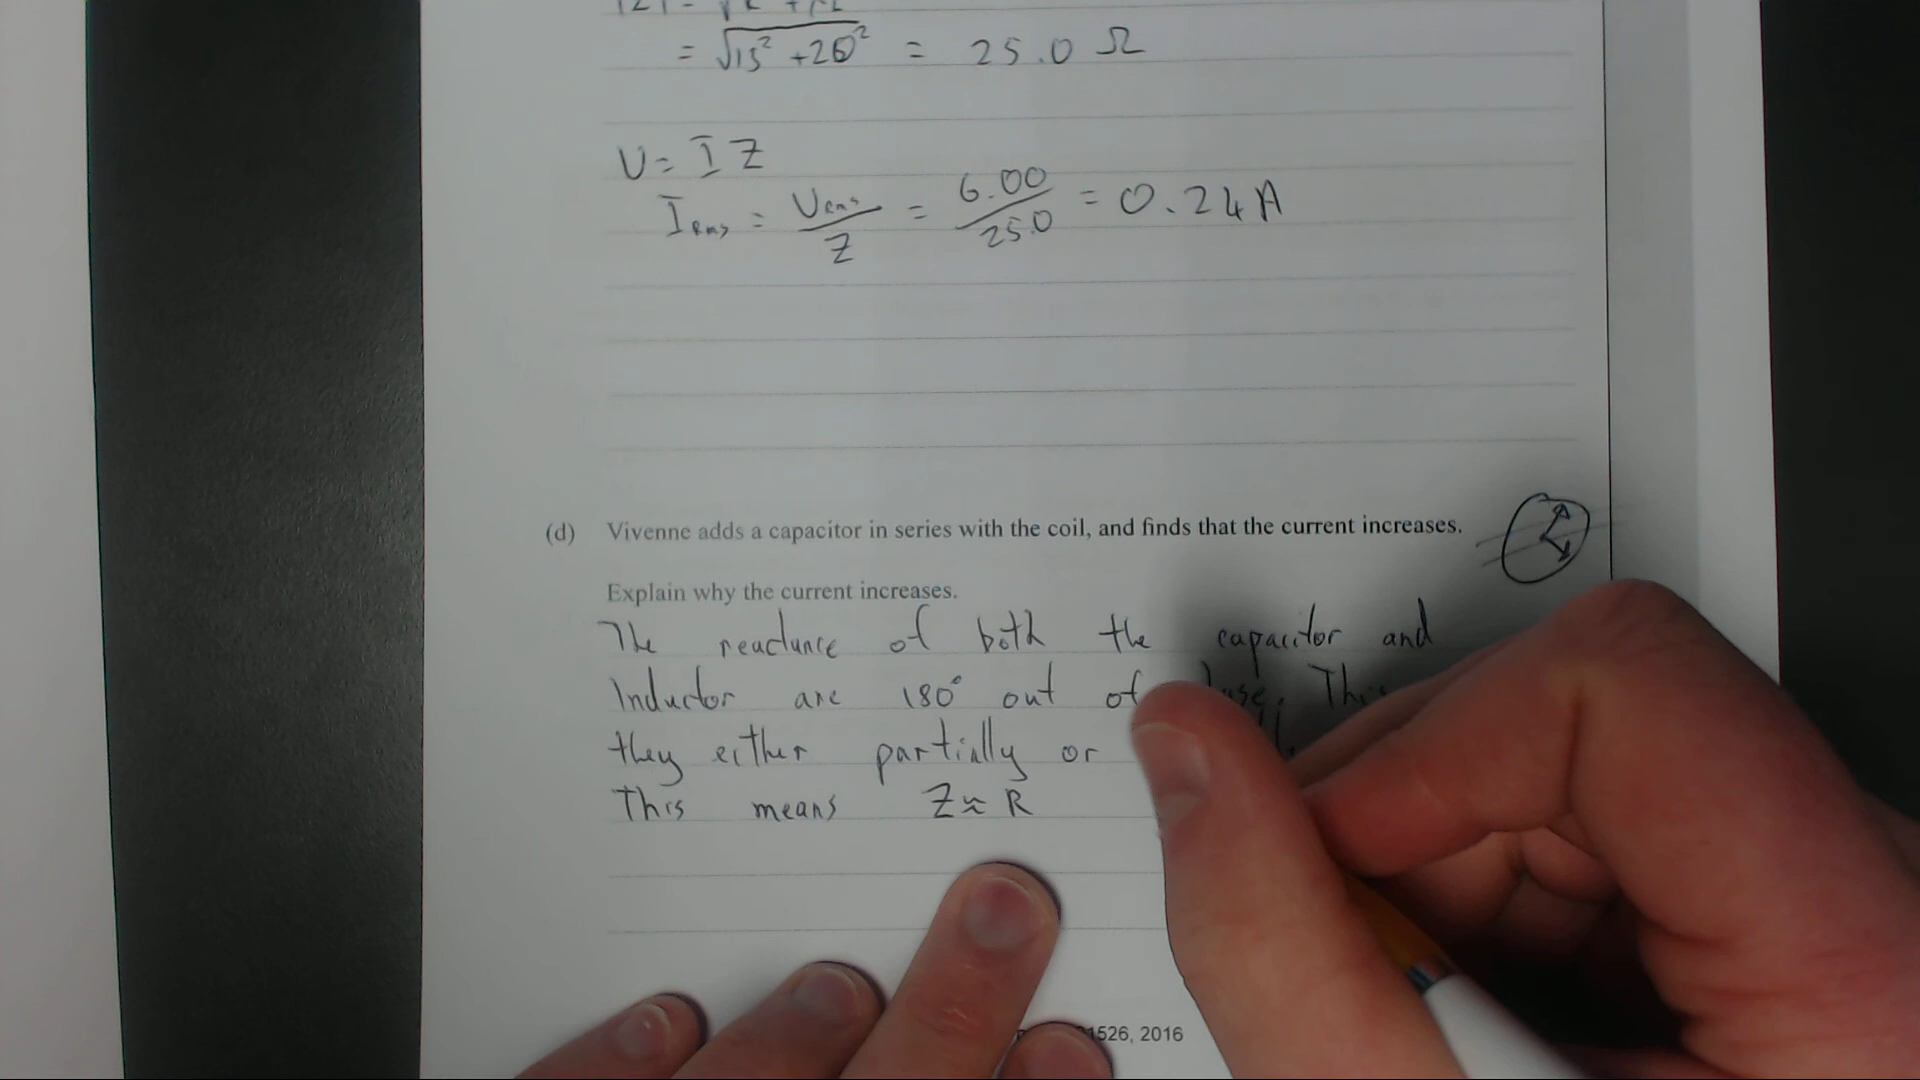 = √15² + 20² = 25.0 Ω
V = I Z
I rms = Vrms / Z = 6.00 / 25.0 = 0.24 A
(d) Vivenne adds a capacitor in series with the coil, and finds that the current increases.
Explain why the current increases.
The reactance of both the capacitor and
Inductor are 180° out of
they either partially or
This means Z ≈ R
1526, 2016